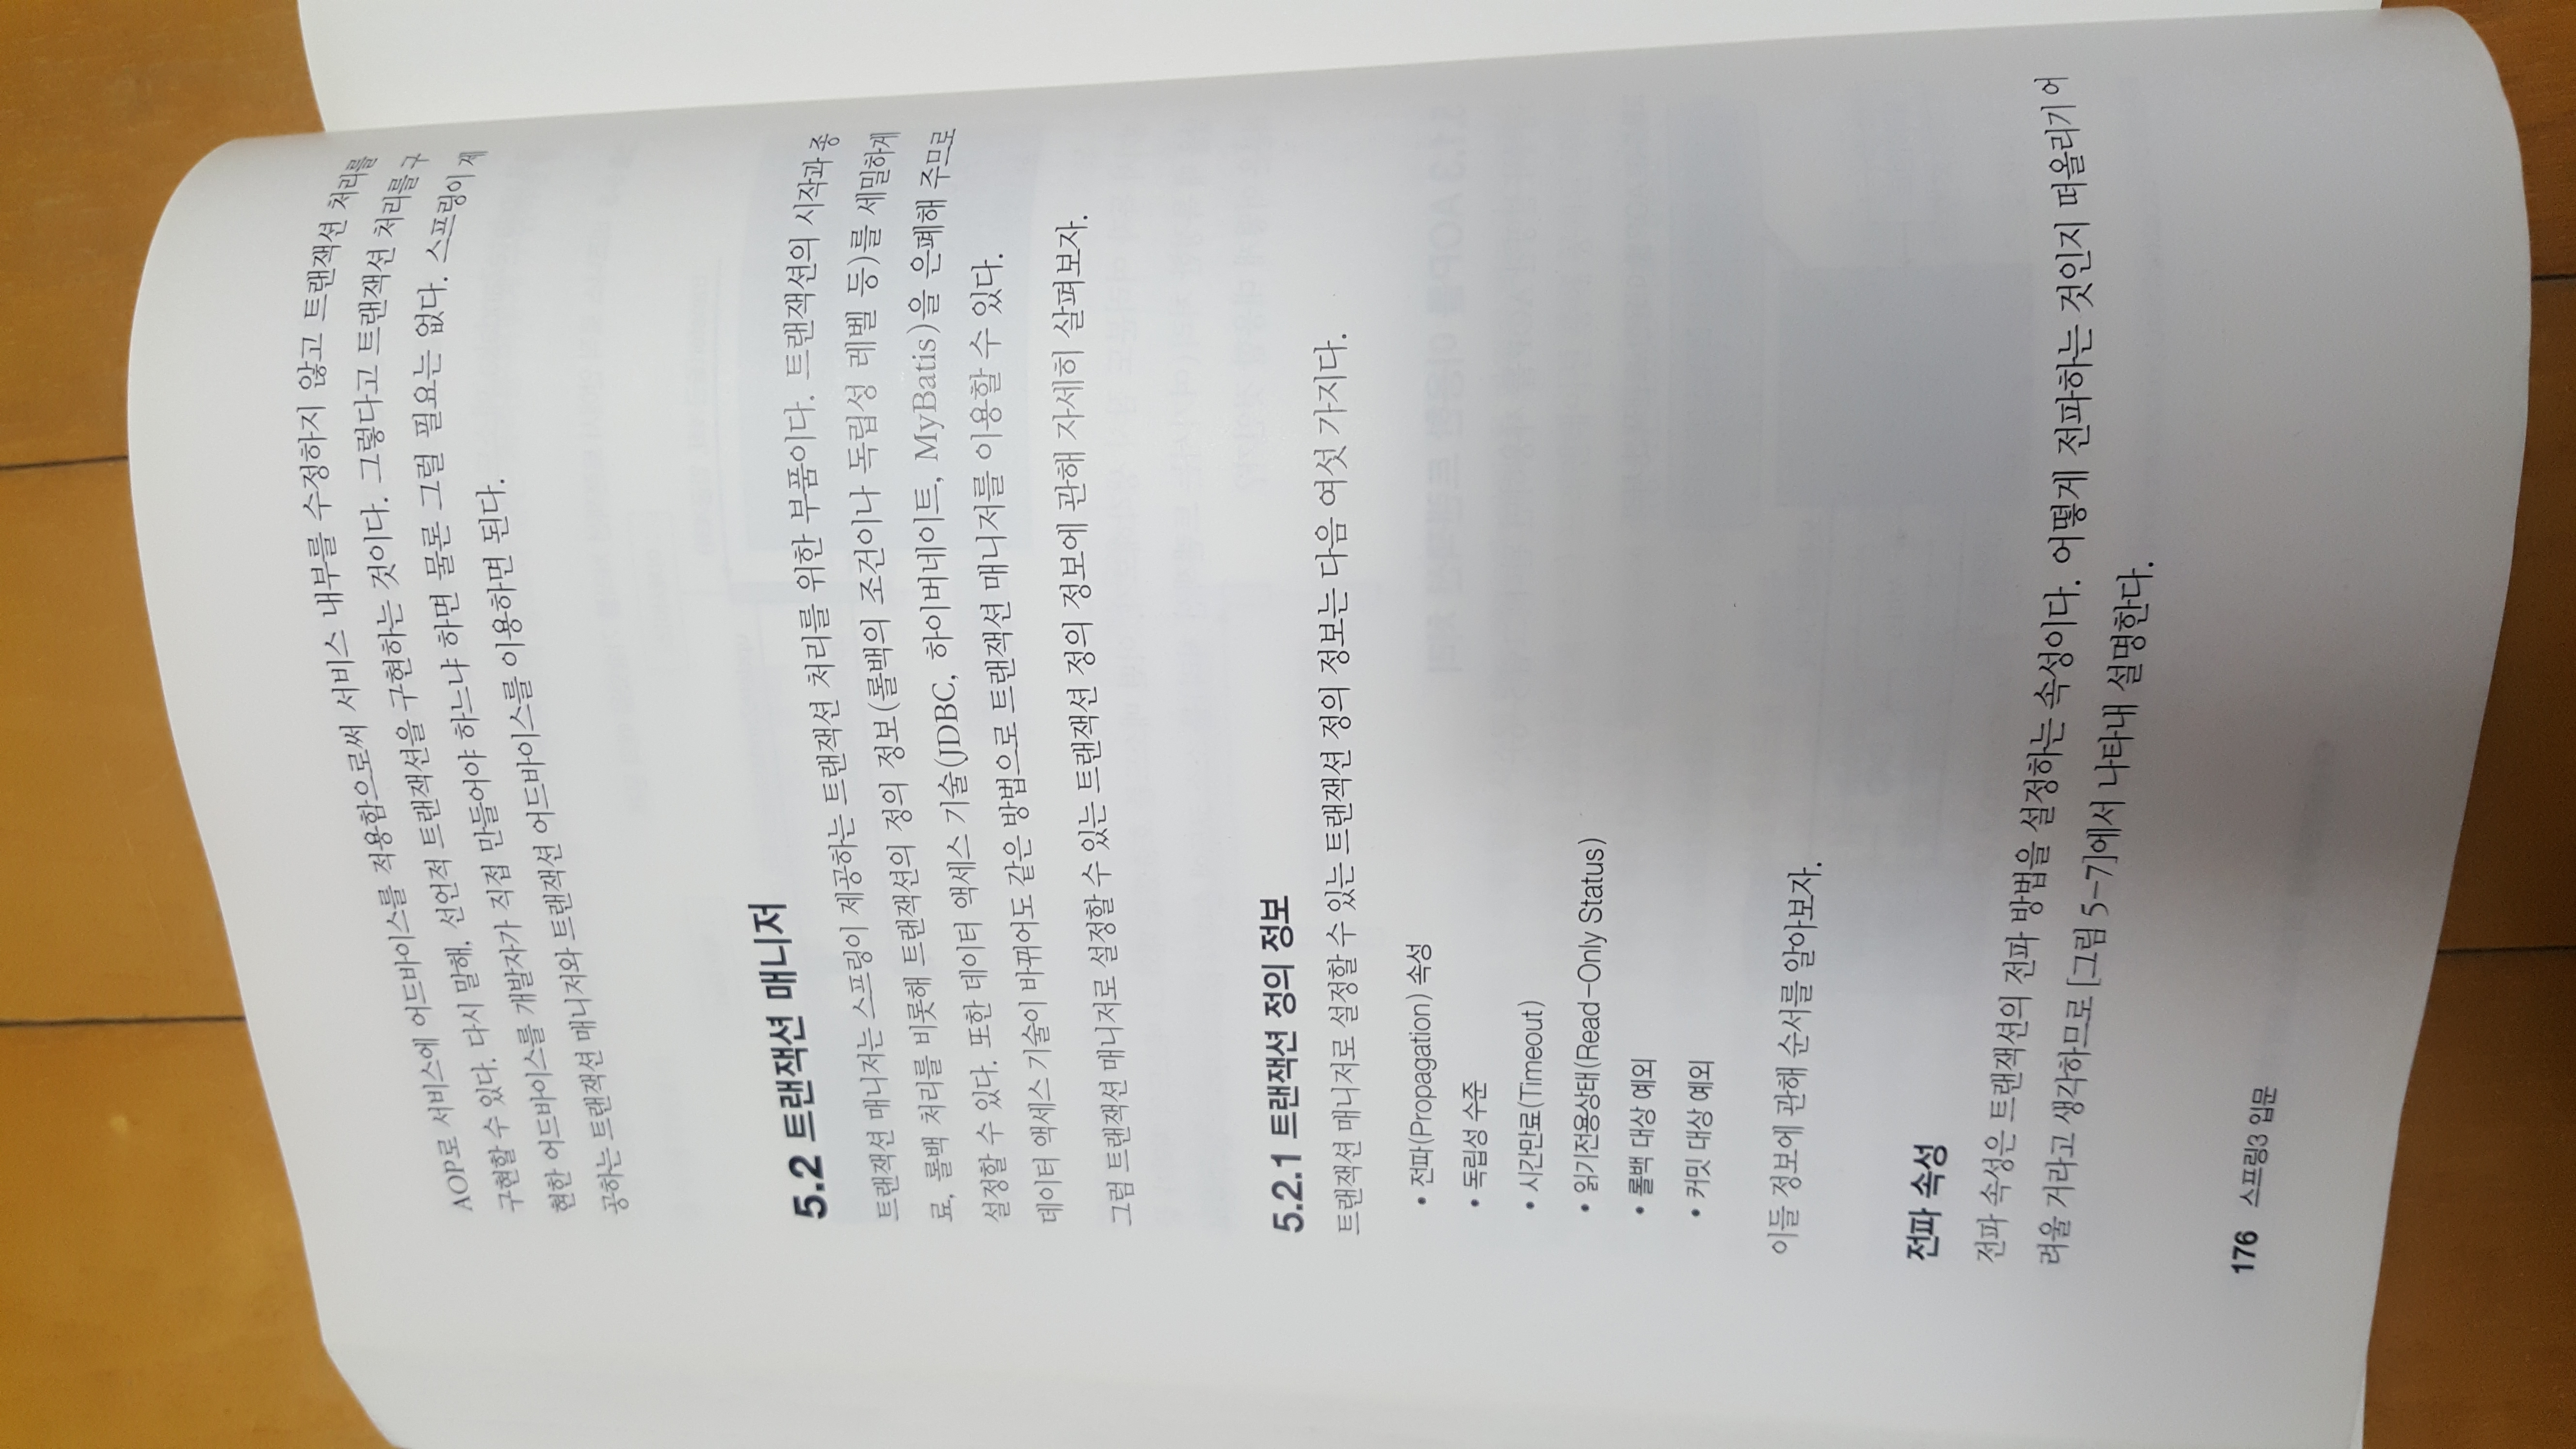 AOP로 서비스에 어드바이스를 적용함으로써 서비스 내부를 수정하지 않고 트랜잭션 처리를
구현할 수 있다. 다시 말해, 선언적 트랜잭션을 구현하는 것이다. 그렇다고 트랜잭션 처리를 구
현한 어드바이스를 개발자가 직접 만들어야 하느냐 하면 물론 그럴 필요는 없다. 스프링이 제
공하는 트랜잭션 매니저와 트랜잭션 어드바이스를 이용하면 된다.
5.2 트랜잭션 매니저
트랜잭션 매니저는 스프링이 제공하는 트랜잭션 처리를 위한 부품이다. 트랜잭션의 시작과 종
료, 롤백 처리를 비롯해 트랜잭션의 정의 정보(롤백의 조건이나 독립성 레벨 등)를 세밀하게
설정할 수 있다. 또한 데이터 액세스 기술(JDBC, 하이버네이트, MyBatis)을 은폐해 주므로
데이터 액세스 기술이 바뀌어도 같은 방법으로 트랜잭션 매니저를 이용할 수 있다.
그럼 트랜잭션 매니저로 설정할 수 있는 트랜잭션 정의 정보에 관해 자세히 살펴보자.
5.2.1 트랜잭션 정의 정보
트랜잭션 매니저로 설정할 수 있는 트랜잭션 정의 정보는 다음 여섯 가지다.
• 전파(Propagation) 속성
• 독립성 수준
• 시간만료(Timeout)
• 읽기전용상태(Read-Only Status)
• 롤백 대상 예외
• 커밋 대상 예외
이들 정보에 관해 순서를 알아보자.
전파 속성
전파 속성은 트랜잭션의 전파 방법을 설정하는 속성이다. 어떻게 전파하는 것인지 떠올리기 어
려울 거라고 생각하므로 [그림 5-7]에서 나타내 설명한다.
176 스프링3 입문